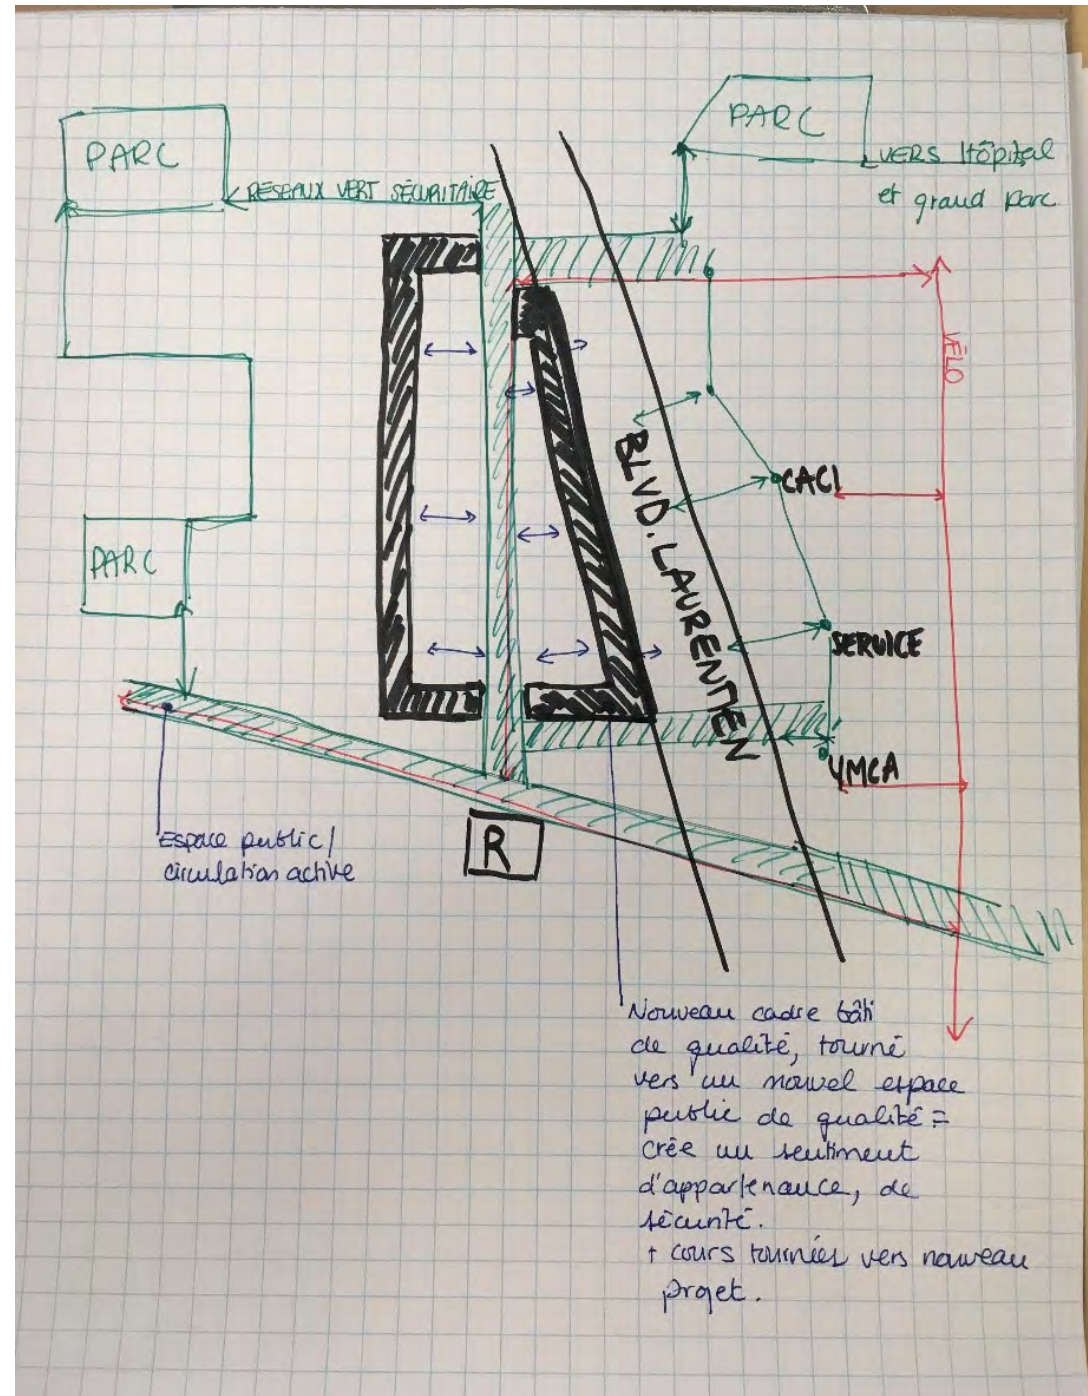 PARC
PARC
VERS Hôpital
et grand parc
RESEAUX VERT SÉCURITAIRE
VÉLO
BLVD. LAURENTIEN
CACI
PARC
SERVICE
YMCA
Espace public/
circulation active
R
Nouveau cadre bâti
de qualité, tourné
vers un nouvel espace
public de qualité =
crée un sentiment
d'appartenance, de
sécurité.
+ cours tournées vers nouveau
projet.